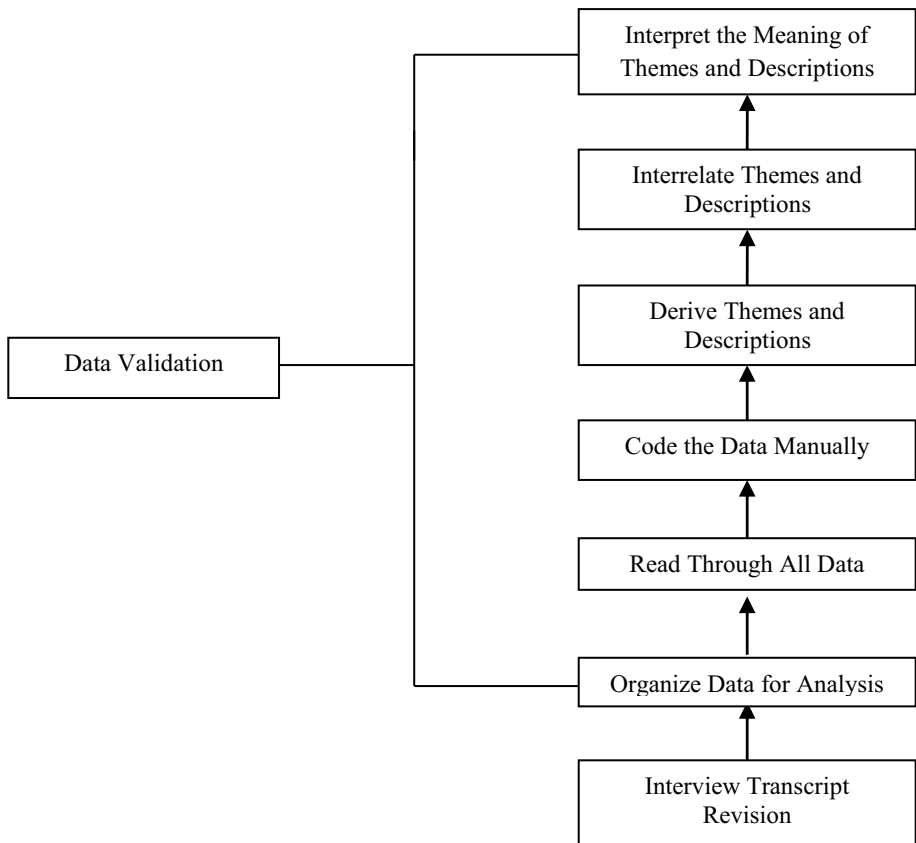 Interpret the Meaning of
Themes and Descriptions
Interrelate Themes and
Descriptions
Derive Themes and
Descriptions
Data Validation
Code the Data Manually
Read Through All Data
Organize Data for Analysis
Interview Transcript
Revision